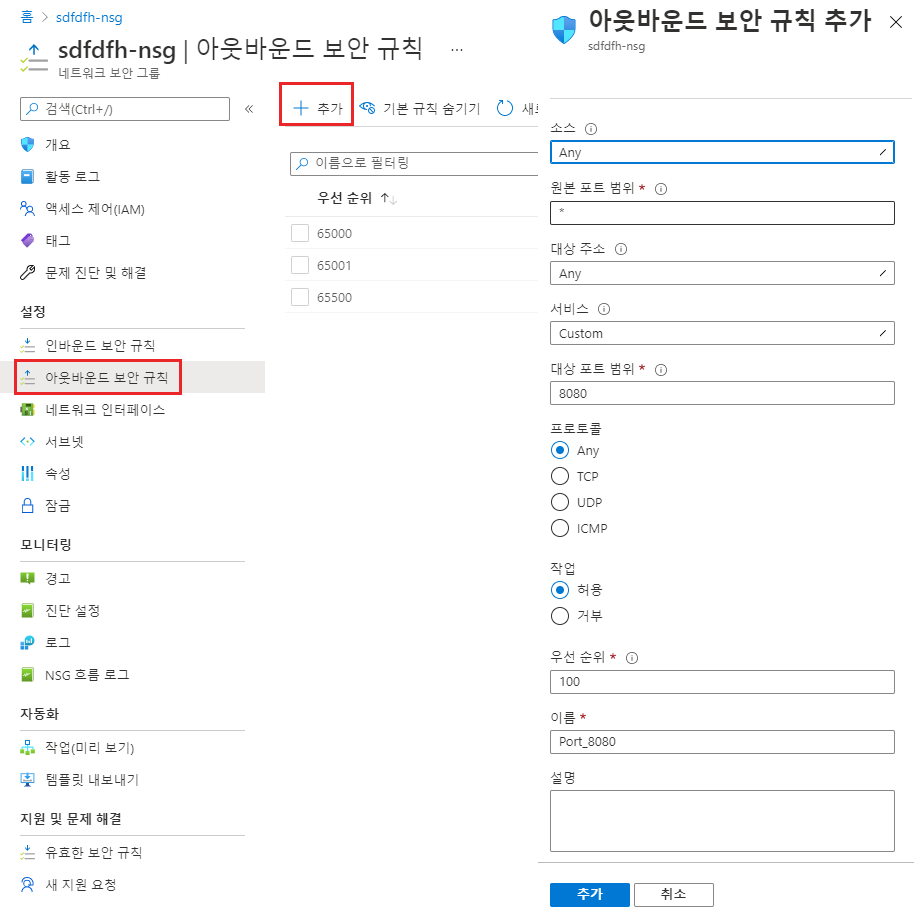 홈 > sdfdfh-nsg
sdfdfh-nsg | 아웃바운드 보안 규칙 ...
네트워크 보안 그룹
검색(Ctrl+/)
«
개요
활동 로그
액세스 제어(IAM)
태그
문제 진단 및 해결
설정
인바운드 보안 규칙
아웃바운드 보안 규칙
네트워크 인터페이스
서브넷
속성
잠금
모니터링
경고
진단 설정
로그
NSG 흐름 로그
자동화
작업(미리 보기)
템플릿 내보내기
지원 및 문제 해결
유효한 보안 규칙
새 지원 요청
추가 기본 규칙 숨기기
이름으로 필터링
우선 순위 ↑↓
65000
65001
65500
아웃바운드 보안 규칙 추가
sdfdfh-nsg
소스
Any
원본 포트 범위 *
*
대상 주소
Any
서비스
Custom
대상 포트 범위 *
8080
프로토콜
Any
TCP
UDP
ICMP
작업
허용
거부
우선 순위 *
100
이름 *
Port_8080
설명
추가 취소